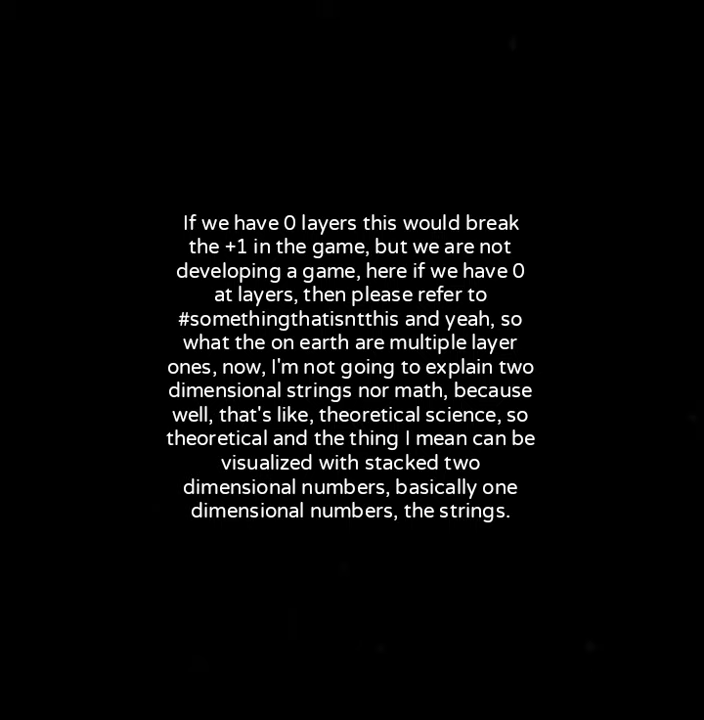 If we have 0 layers this would break
the +1 in the game, but we are not
developing a game, here if we have 0
at layers, then please refer to
#somethingthatisntthis and yeah, so
what the on earth are multiple layer
ones, now, I'm not going to explain two
dimensional strings nor math, because
well, that's like, theoretical science, so
theoretical and the thing I mean can be
visualized with stacked two
dimensional numbers, basically one
dimensional numbers, the strings.